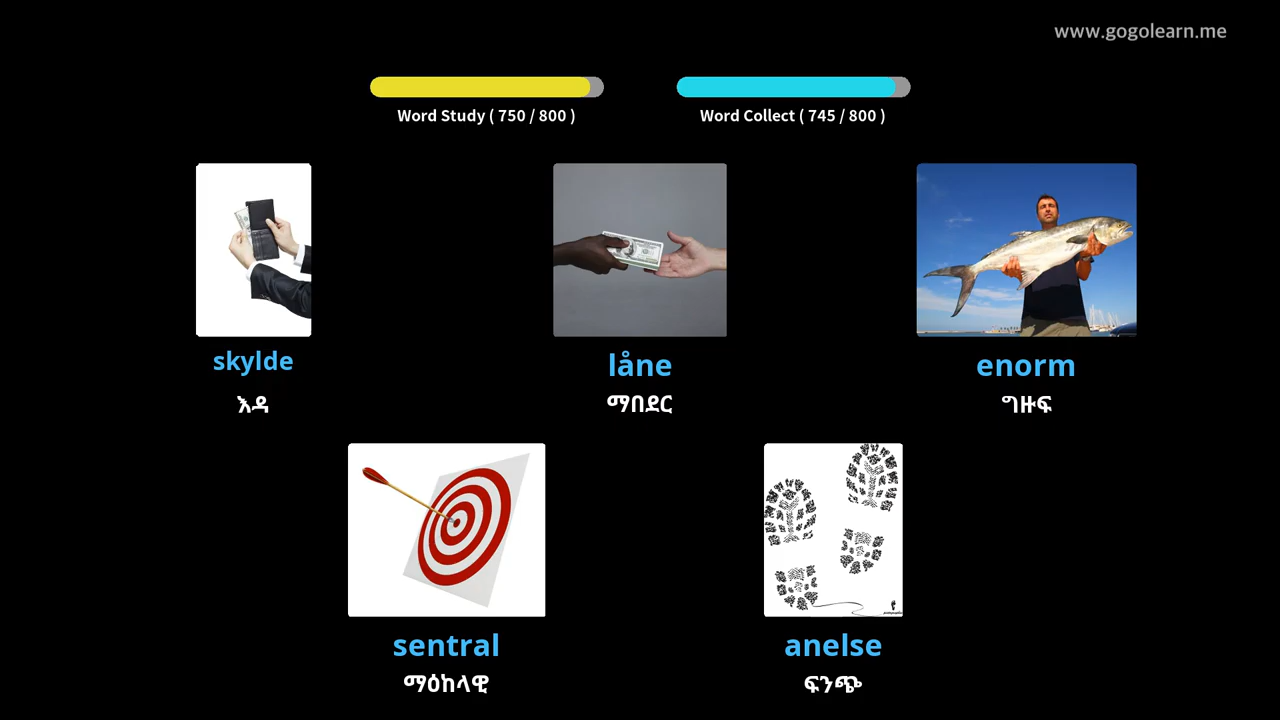 www.gogolearn.me
Word Study ( 750 / 800 )
Word Collect ( 745 / 800 )
skylde
låne
enorm
እዳ
ማበደር
ግዙፍ
sentral
anelse
ማዕከላዊ
ፍንጭ